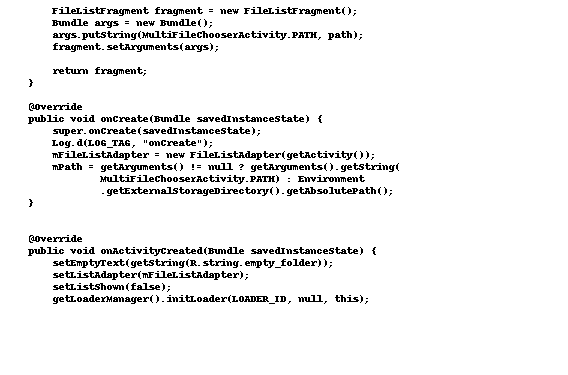 FileListFragment fragment = new FileListFragment();
Bundle args = new Bundle();
args.putString(MultiFileChooserActivity.PATH, path);
fragment.setArguments(args);
return fragment;
}
@Override
public void onCreate(Bundle savedInstanceState) {
super.onCreate(savedInstanceState);
Log.d(LOG_TAG, "onCreate");
mFileListAdapter = new FileListAdapter(getActivity());
mPath = getArguments() != null ? getArguments().getString(
MultiFileChooserActivity.PATH) : Environment
.getExternalStorageDirectory().getAbsolutePath();
}
@Override
public void onActivityCreated(Bundle savedInstanceState) {
setEmptyText(getString(R.string.empty_folder));
setListAdapter(mFileListAdapter);
setListShown(false);
getLoaderManager().initLoader(LOADER_ID, null, this);